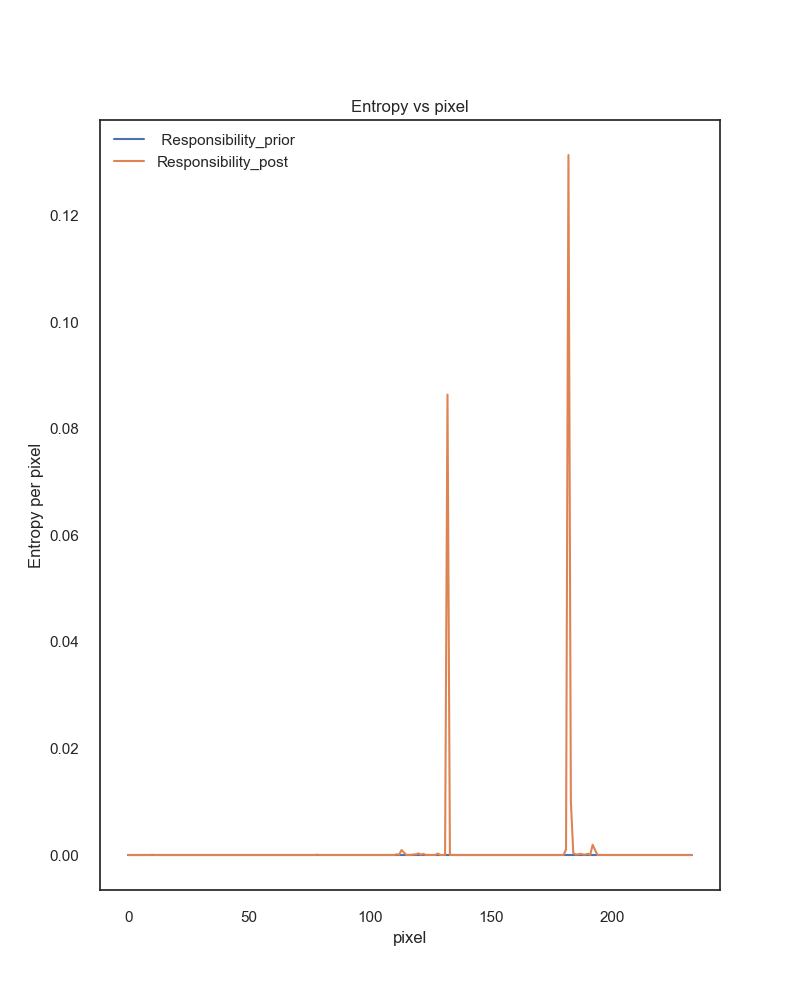 Entropy vs pixel
Responsibility_prior
Responsibility_post
0.12
0.10
0.08
0.06
0.04
0.02
0.00
Entropy per pixel
0 50 100 150 200
pixel